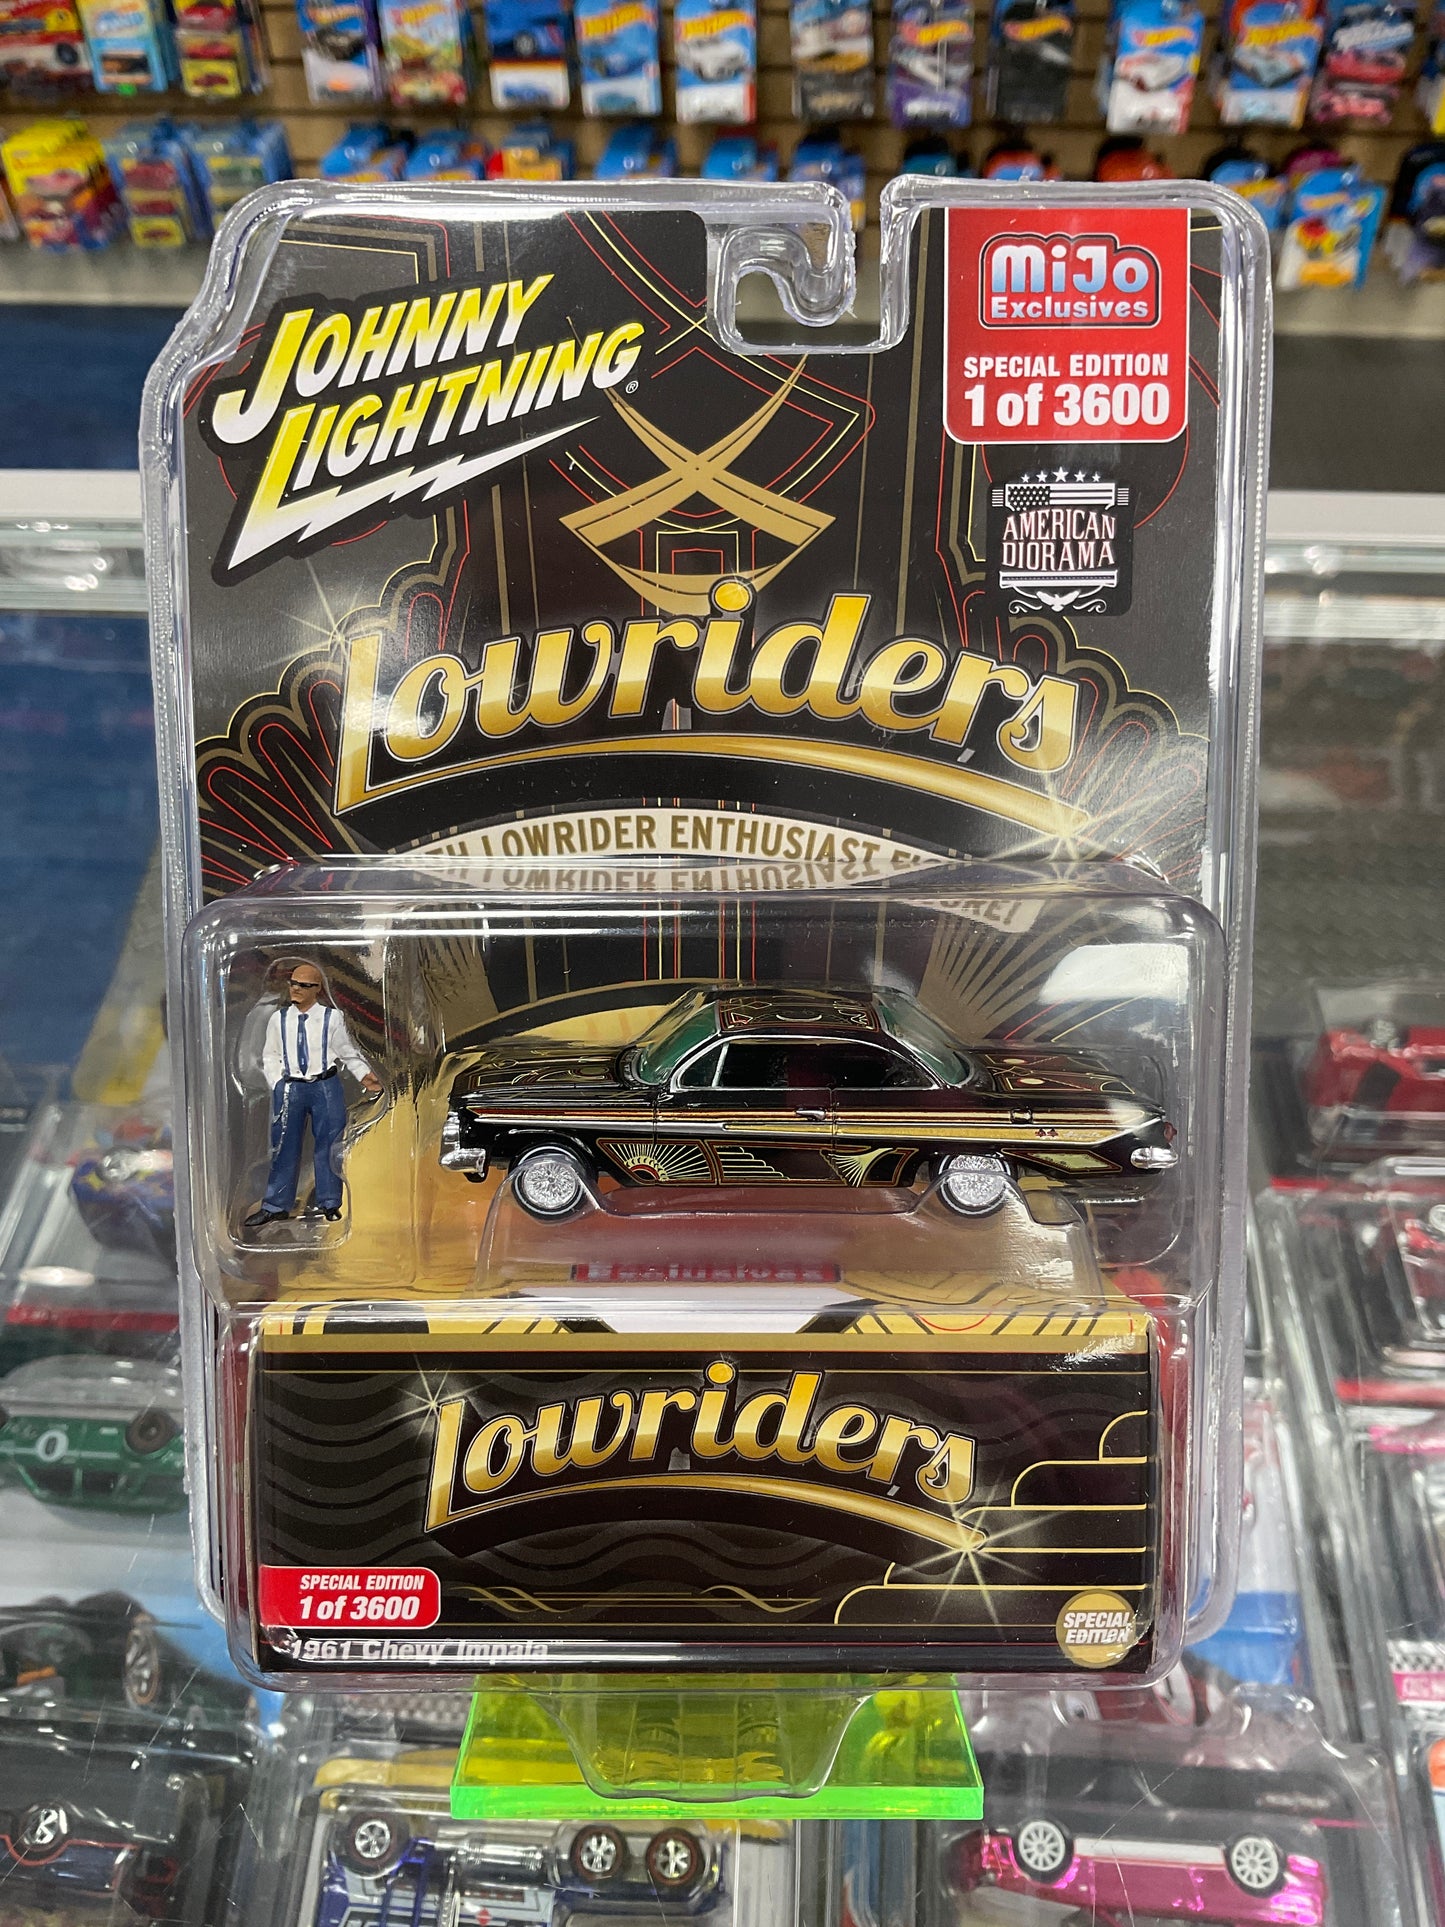 MiJo
Exclusives
SPECIAL EDITION
1 of 3600
JOHNNY
LIGHTNING®
AMERICAN
DIORAMA
Lowriders
LOWRIDER ENTHUSIAST
Lowriders
SPECIAL EDITION
1 of 3600
SPECIAL
EDITION
1961 Chevy Impala™